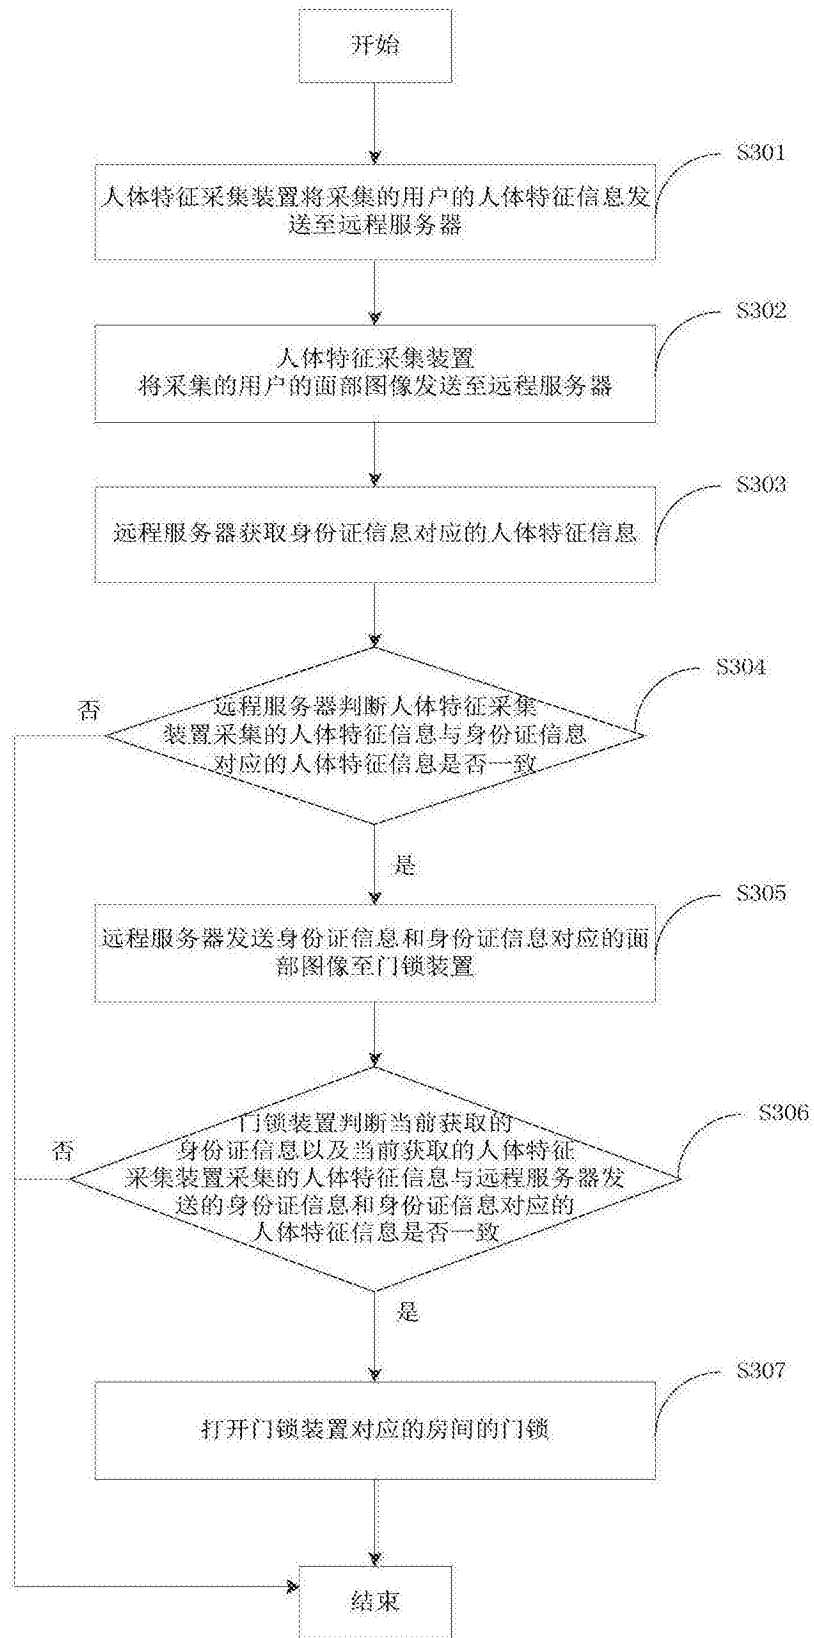 开始
S301
人体特征采集装置将采集的用户的人体特征信息发
送至远程服务器
S302
人体特征采集装置
将采集的用户的面部图像发送至远程服务器
S303
远程服务器获取身份证信息对应的人体特征信息
S304
否
远程服务器判断人体特征采集
装置采集的人体特征信息与身份证信息
对应的人体特征信息是否一致
是
S305
远程服务器发送身份证信息和身份证信息对应的面
部图像至门锁装置
S306
否
门锁装置判断当前获取的
身份证信息以及当前获取的人体特征
采集装置采集的人体特征信息与远程服务器发
送的身份证信息和身份证信息对应的
人体特征信息是否一致
是
S307
打开门锁装置对应的房间的门锁
结束